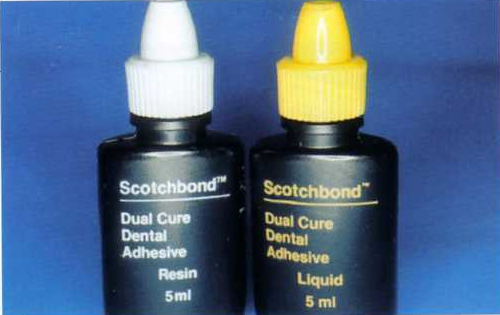 Scotchbond™
Dual Cure
Dental
Adhesive
Resin
5ml
Scotchbond™
Dual Cure
Dental
Adhesive
Liquid
5 ml